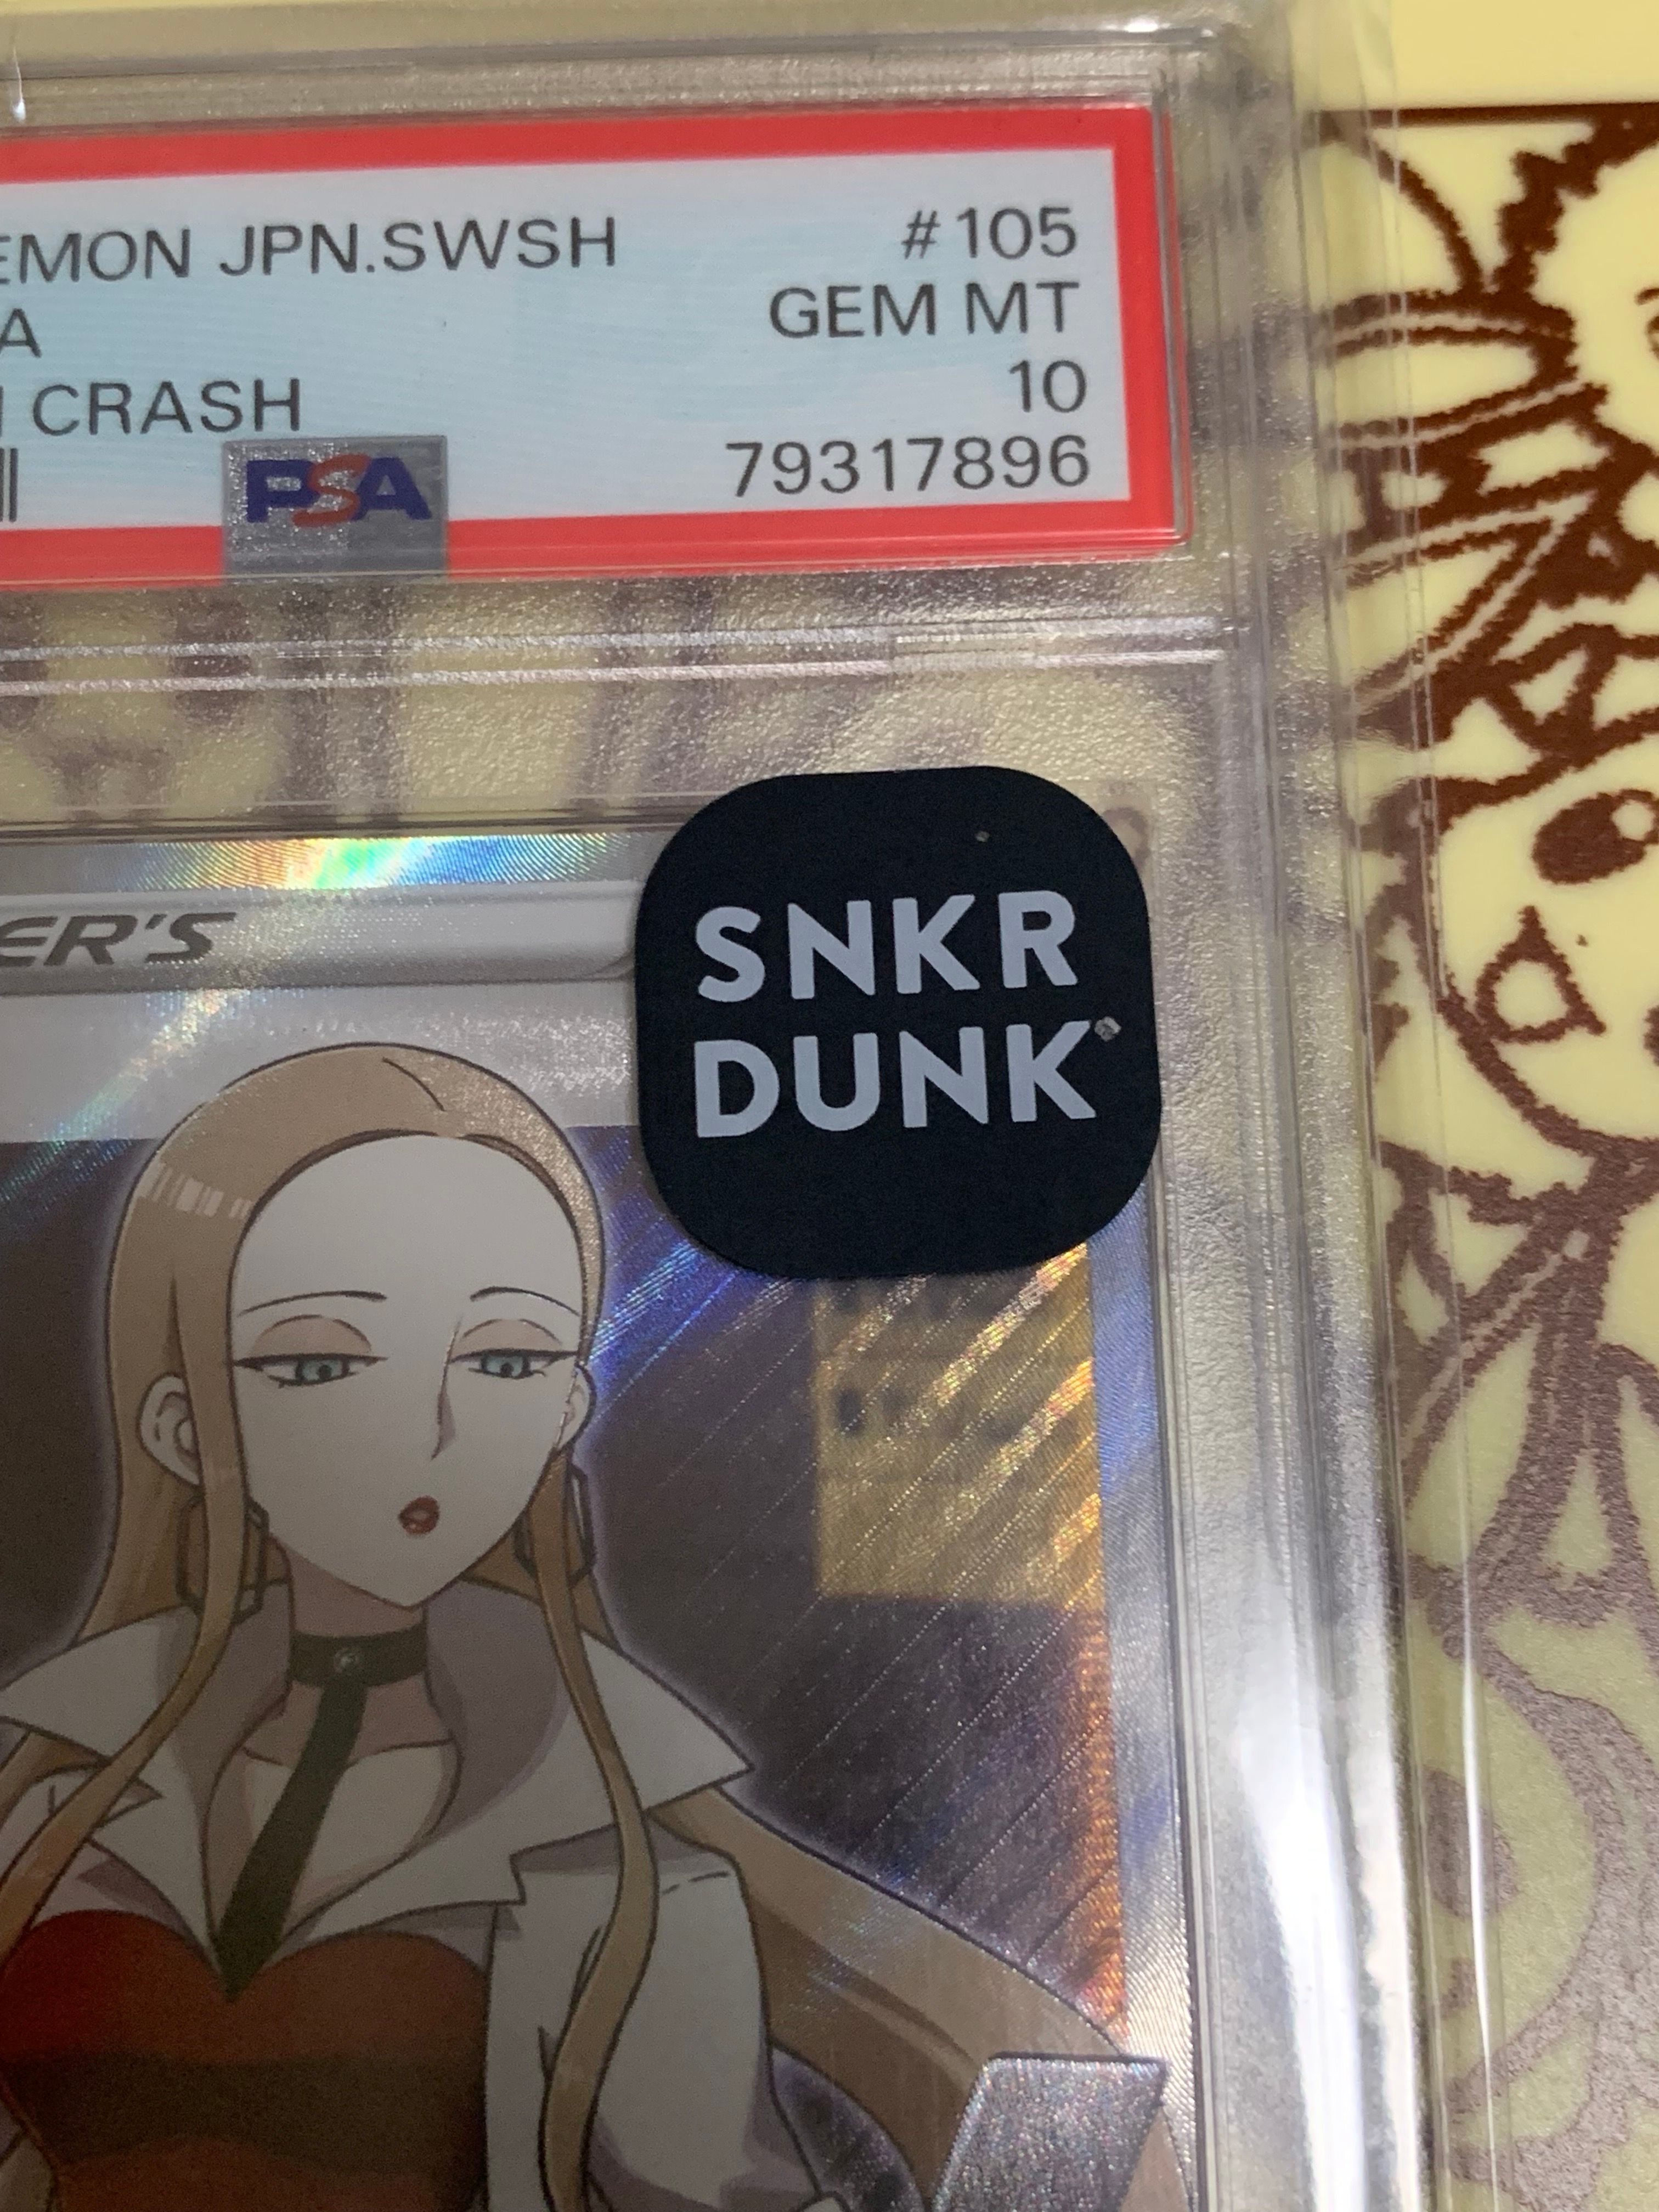 EMON JPN.SWSH #105
A GEM MT
CRASH 10
PSA 79317896
ER'S
SNKR
DUNK